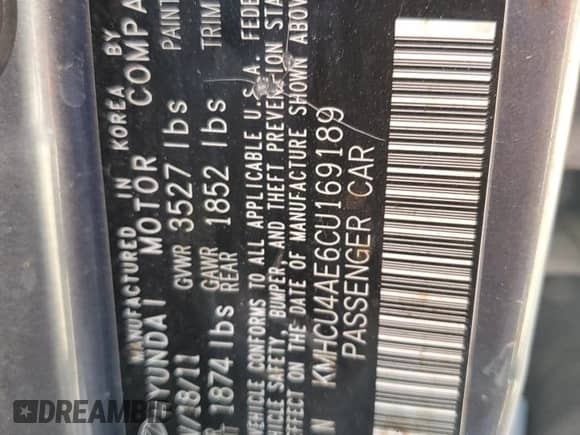 MANUFACTURED IN KOREA BY
HYUNDAI MOTOR COMPA
8/11 GVWR 3527 lbs PAINT
1874 lbs GAWR REAR 1852 lbs TRIM
VEHICLE CONFORMS TO ALL APPLICABLE U.S.A. FEDE
VEHICLE SAFETY, BUMPER, AND THEFT PREVENTION STA
EFFECT ON THE DATE OF MANUFACTURE SHOWN ABOV
KMHCU4AE6CU169189
PASSENGER CAR
DREAMBID